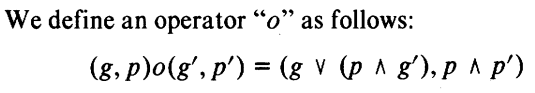 We define an operator “o” as follows:
(g, p)o(g′, p′) = (g ∨ (p ∧ g′), p ∧ p′)